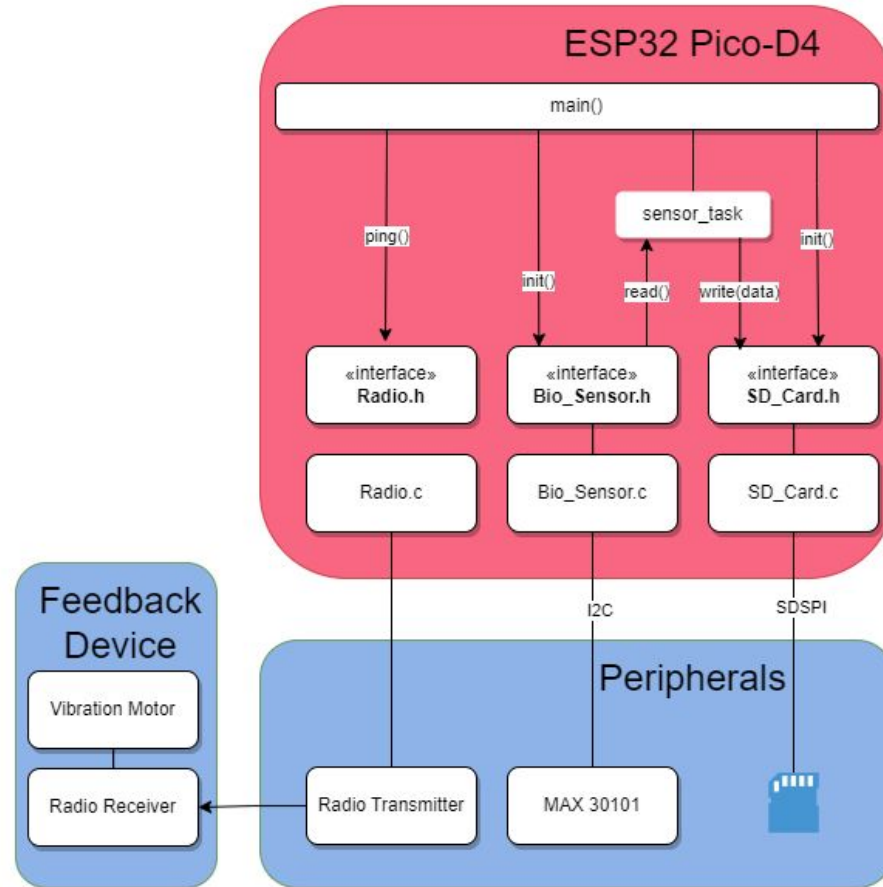 ESP32 Pico-D4
main()
sensor_task
ping()
init()
init()
read()
write(data)
«interface»
Radio.h
«interface»
Bio_Sensor.h
«interface»
SD_Card.h
Radio.c
Bio_Sensor.c
SD_Card.c
I2C
SDSPI
Feedback
Device
Vibration Motor
Radio Receiver
Peripherals
Radio Transmitter
MAX 30101